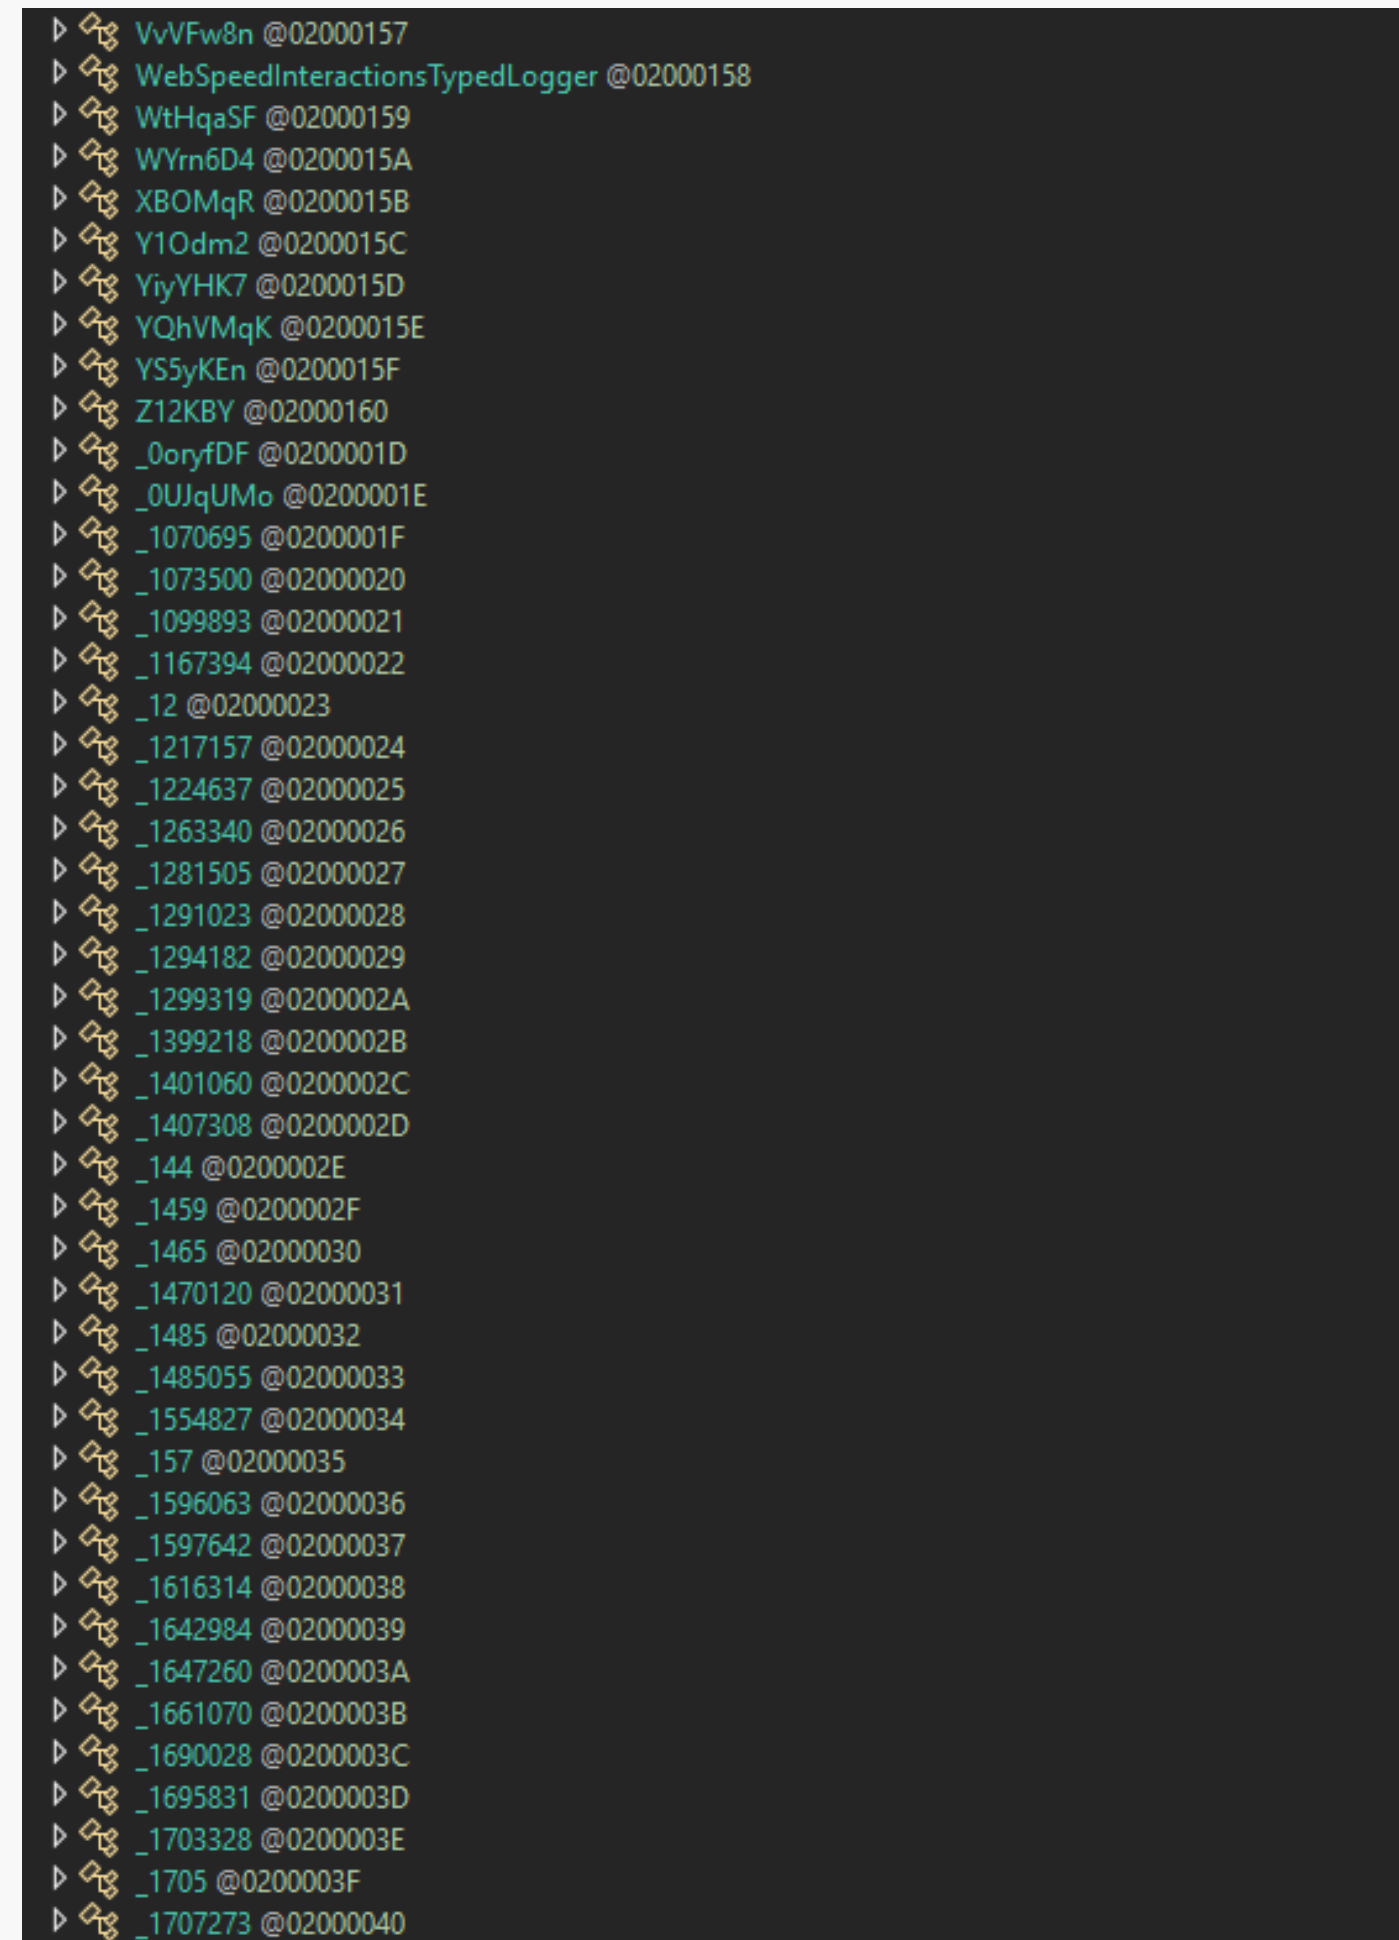 VvVFw8n @02000157
WebSpeedInteractionsTypedLogger @02000158
WtHqaSF @02000159
WYrn6D4 @0200015A
XBOMqR @0200015B
Y1Odm2 @0200015C
YiyYHK7 @0200015D
YQhVMqK @0200015E
YS5yKEn @0200015F
Z12KBY @02000160
_0oryfDF @0200001D
_0UJqUMo @0200001E
_1070695 @0200001F
_1073500 @02000020
_1099893 @02000021
_1167394 @02000022
_12 @02000023
_1217157 @02000024
_1224637 @02000025
_1263340 @02000026
_1281505 @02000027
_1291023 @02000028
_1294182 @02000029
_1299319 @0200002A
_1399218 @0200002B
_1401060 @0200002C
_1407308 @0200002D
_144 @0200002E
_1459 @0200002F
_1465 @02000030
_1470120 @02000031
_1485 @02000032
_1485055 @02000033
_1554827 @02000034
_157 @02000035
_1596063 @02000036
_1597642 @02000037
_1616314 @02000038
_1642984 @02000039
_1647260 @0200003A
_1661070 @0200003B
_1690028 @0200003C
_1695831 @0200003D
_1703328 @0200003E
_1705 @0200003F
_1707273 @02000040